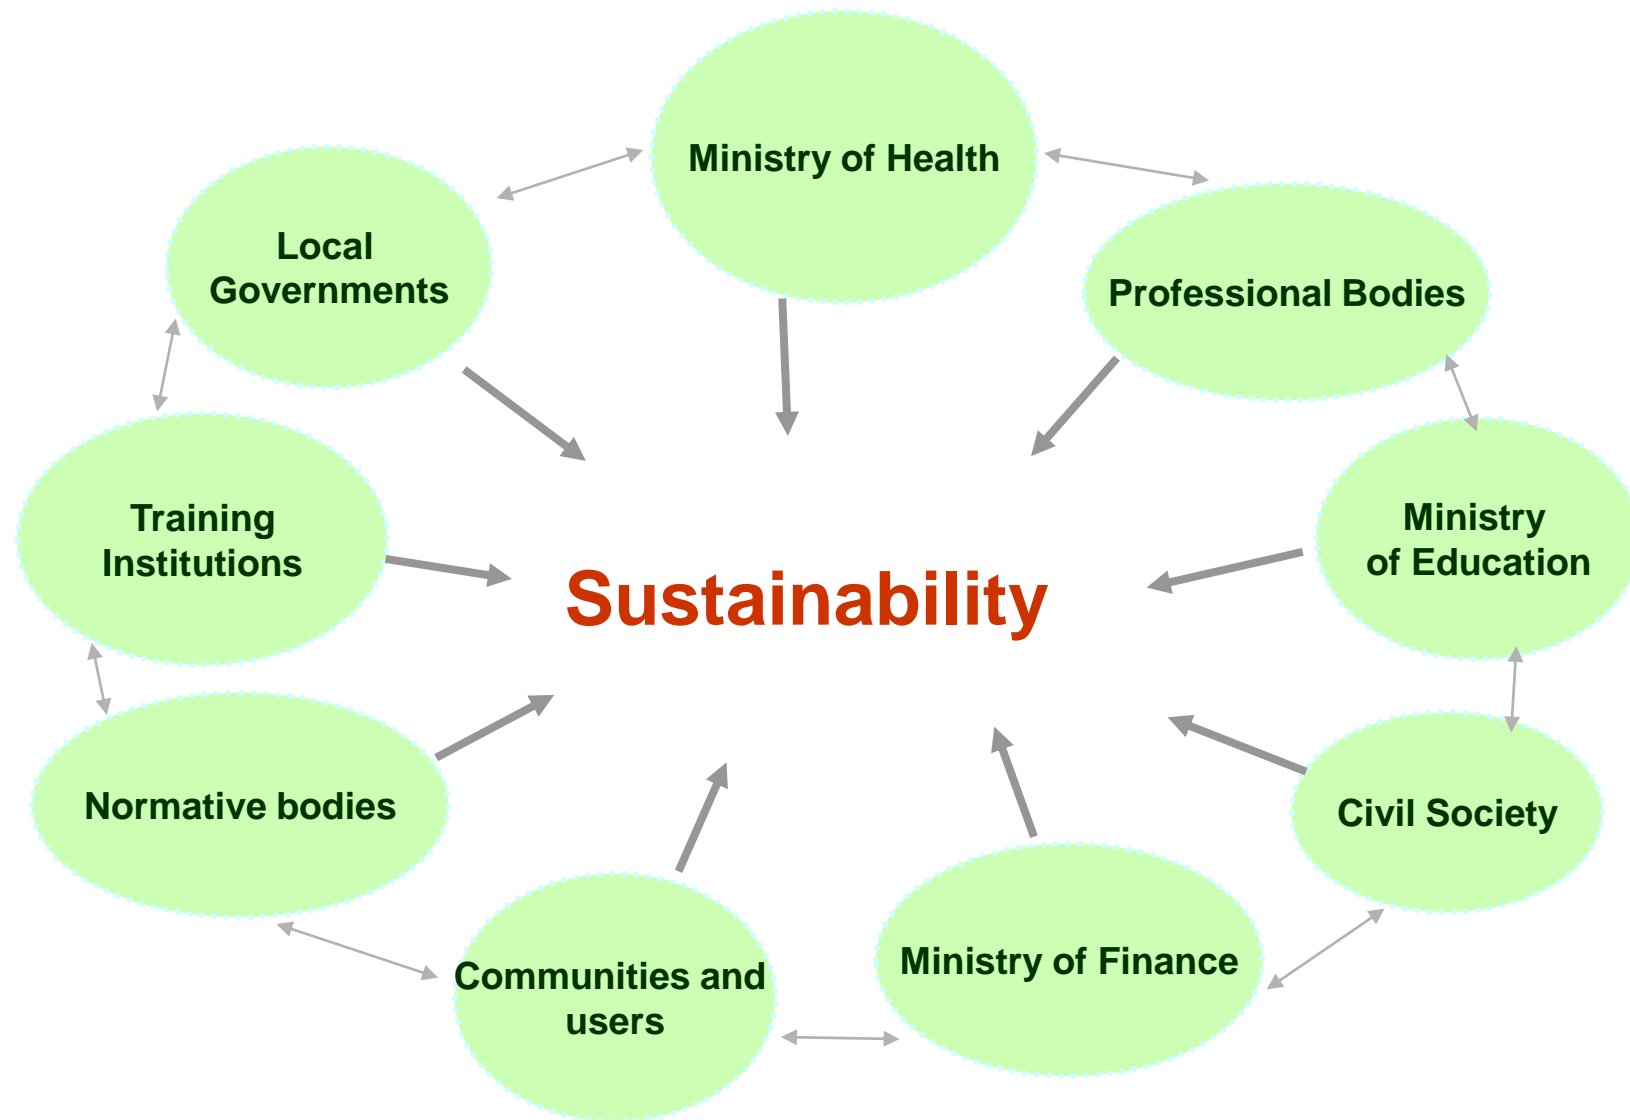 Ministry of Health
Local
Governments
Professional Bodies
Training
Institutions
Ministry
of Education
Sustainability
Normative bodies
Civil Society
Communities and
users
Ministry of Finance